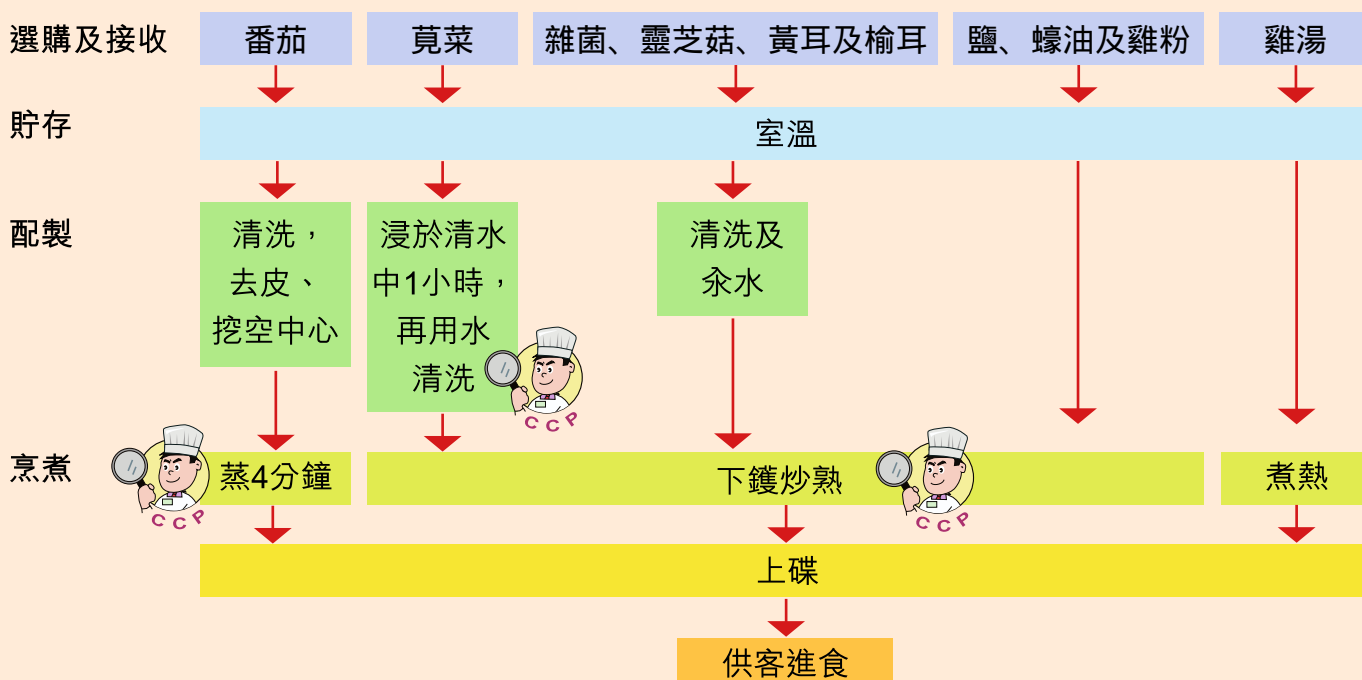 選購及接收
番茄
莧菜
雜菌、靈芝菇、黃耳及榆耳
鹽、蠔油及雞粉
雞湯
貯存
室溫
配製
清洗，
去皮、
挖空中心
浸於清水
中1小時，
再用水
清洗
CCP
清洗及
汆水
烹煮
CCP
蒸4分鐘
下鑊炒熟
CCP
煮熱
上碟
供客進食